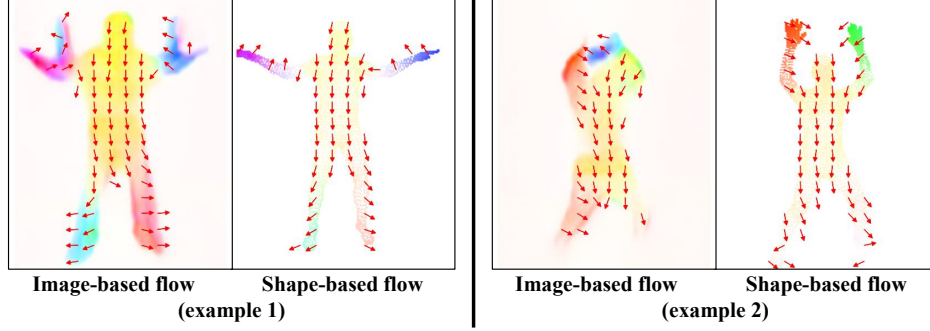 Image-based flow Shape-based flow
(example 1)
Image-based flow Shape-based flow
(example 2)